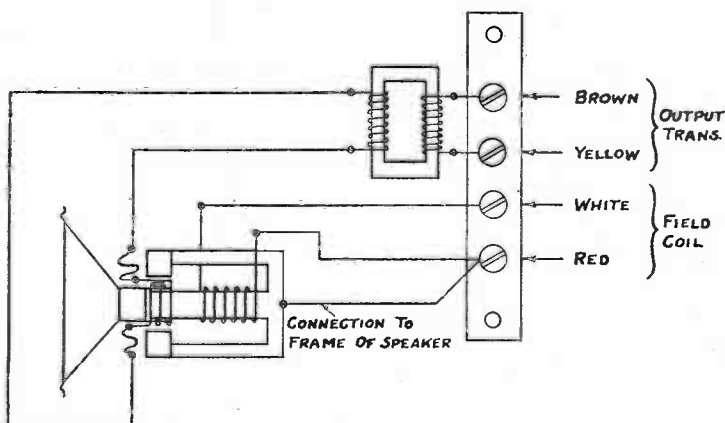 BROWN
YELLOW
OUTPUT
TRANS.
WHITE
RED
FIELD
COIL
CONNECTION TO
FRAME OF SPEAKER